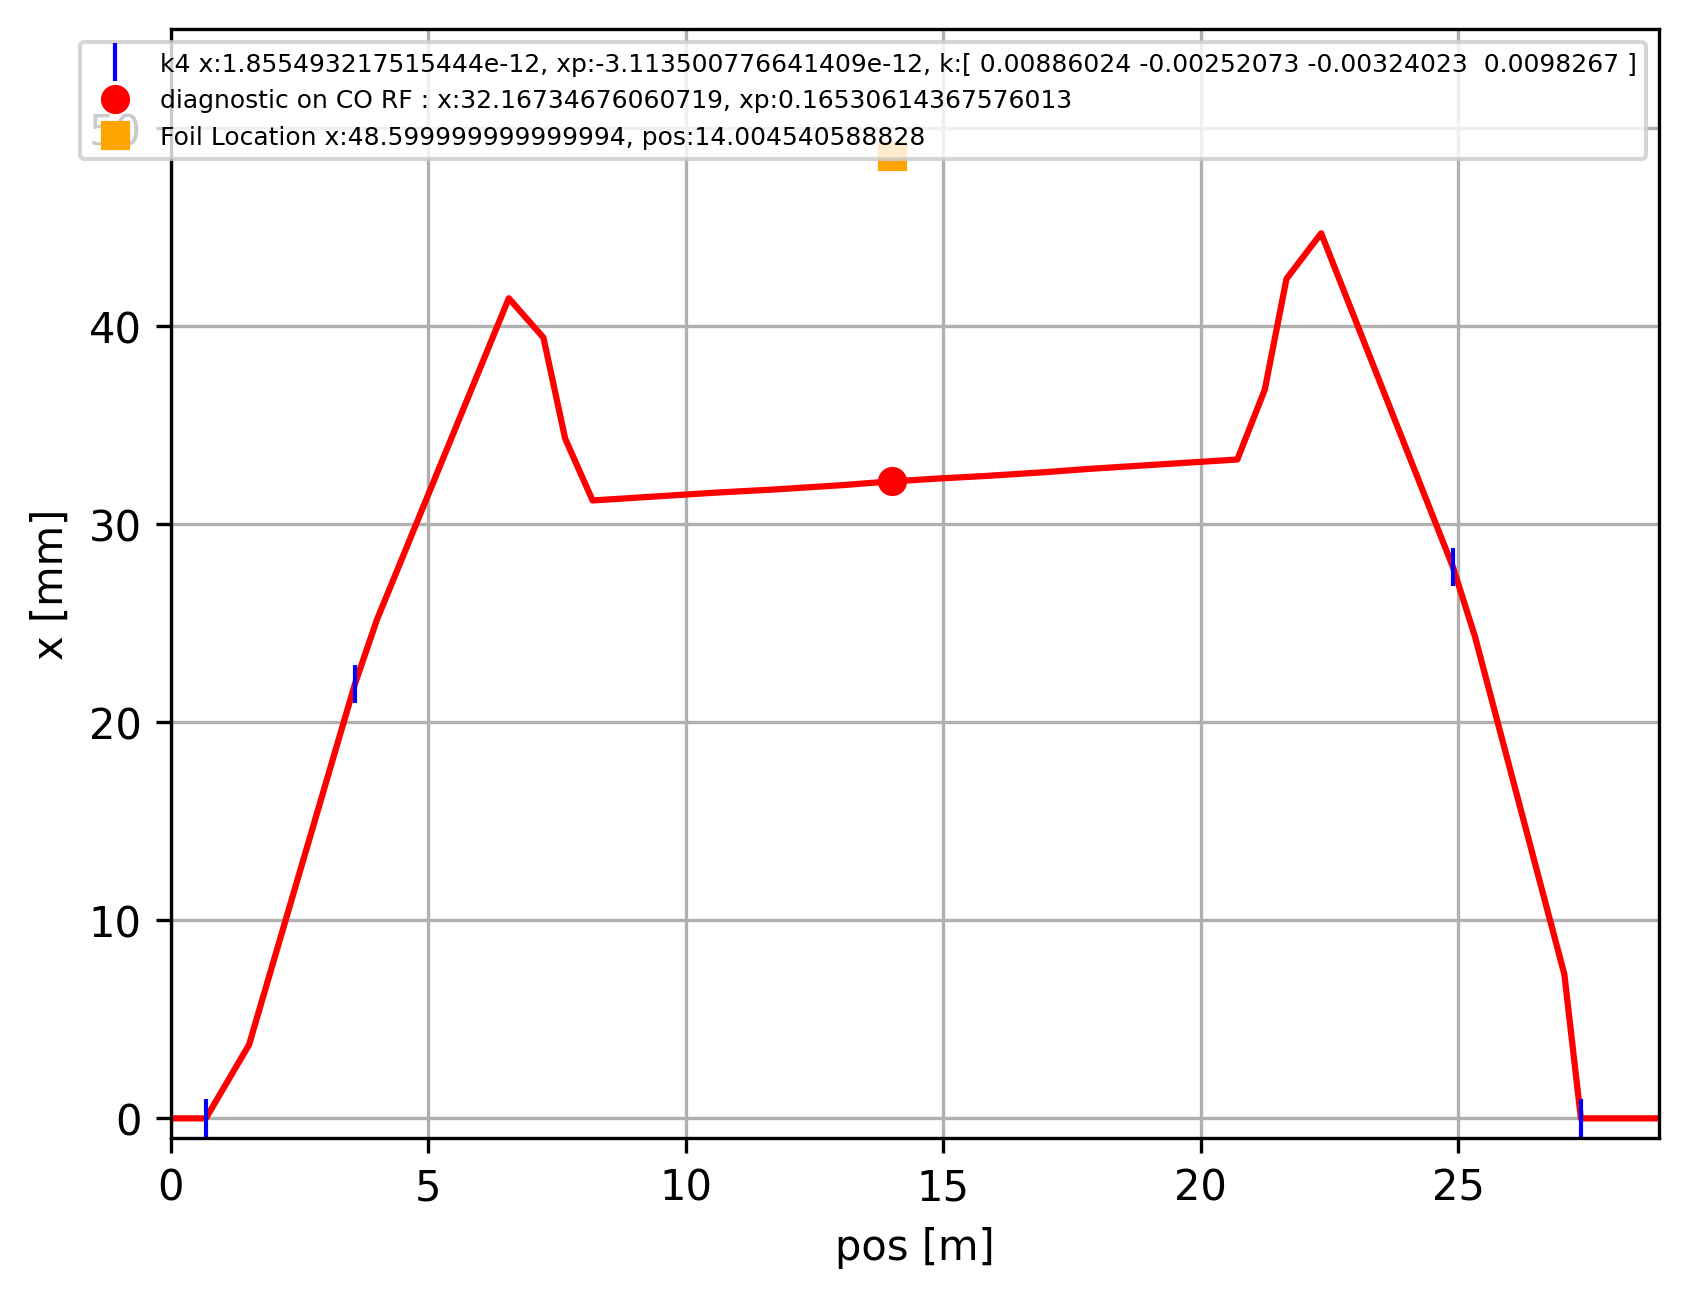 k4 x:1.855493217515444e-12, xp:-3.113500776641409e-12, k:[ 0.00886024 -0.00252073 -0.00324023  0.0098267 ]
diagnostic on CO RF : x:32.16734676060719, xp:0.16530614367576013
Foil Location x:48.599999999999994, pos:14.004540588828
50
40
30
20
10
0
x [mm]
0 5 10 15 20 25
pos [m]